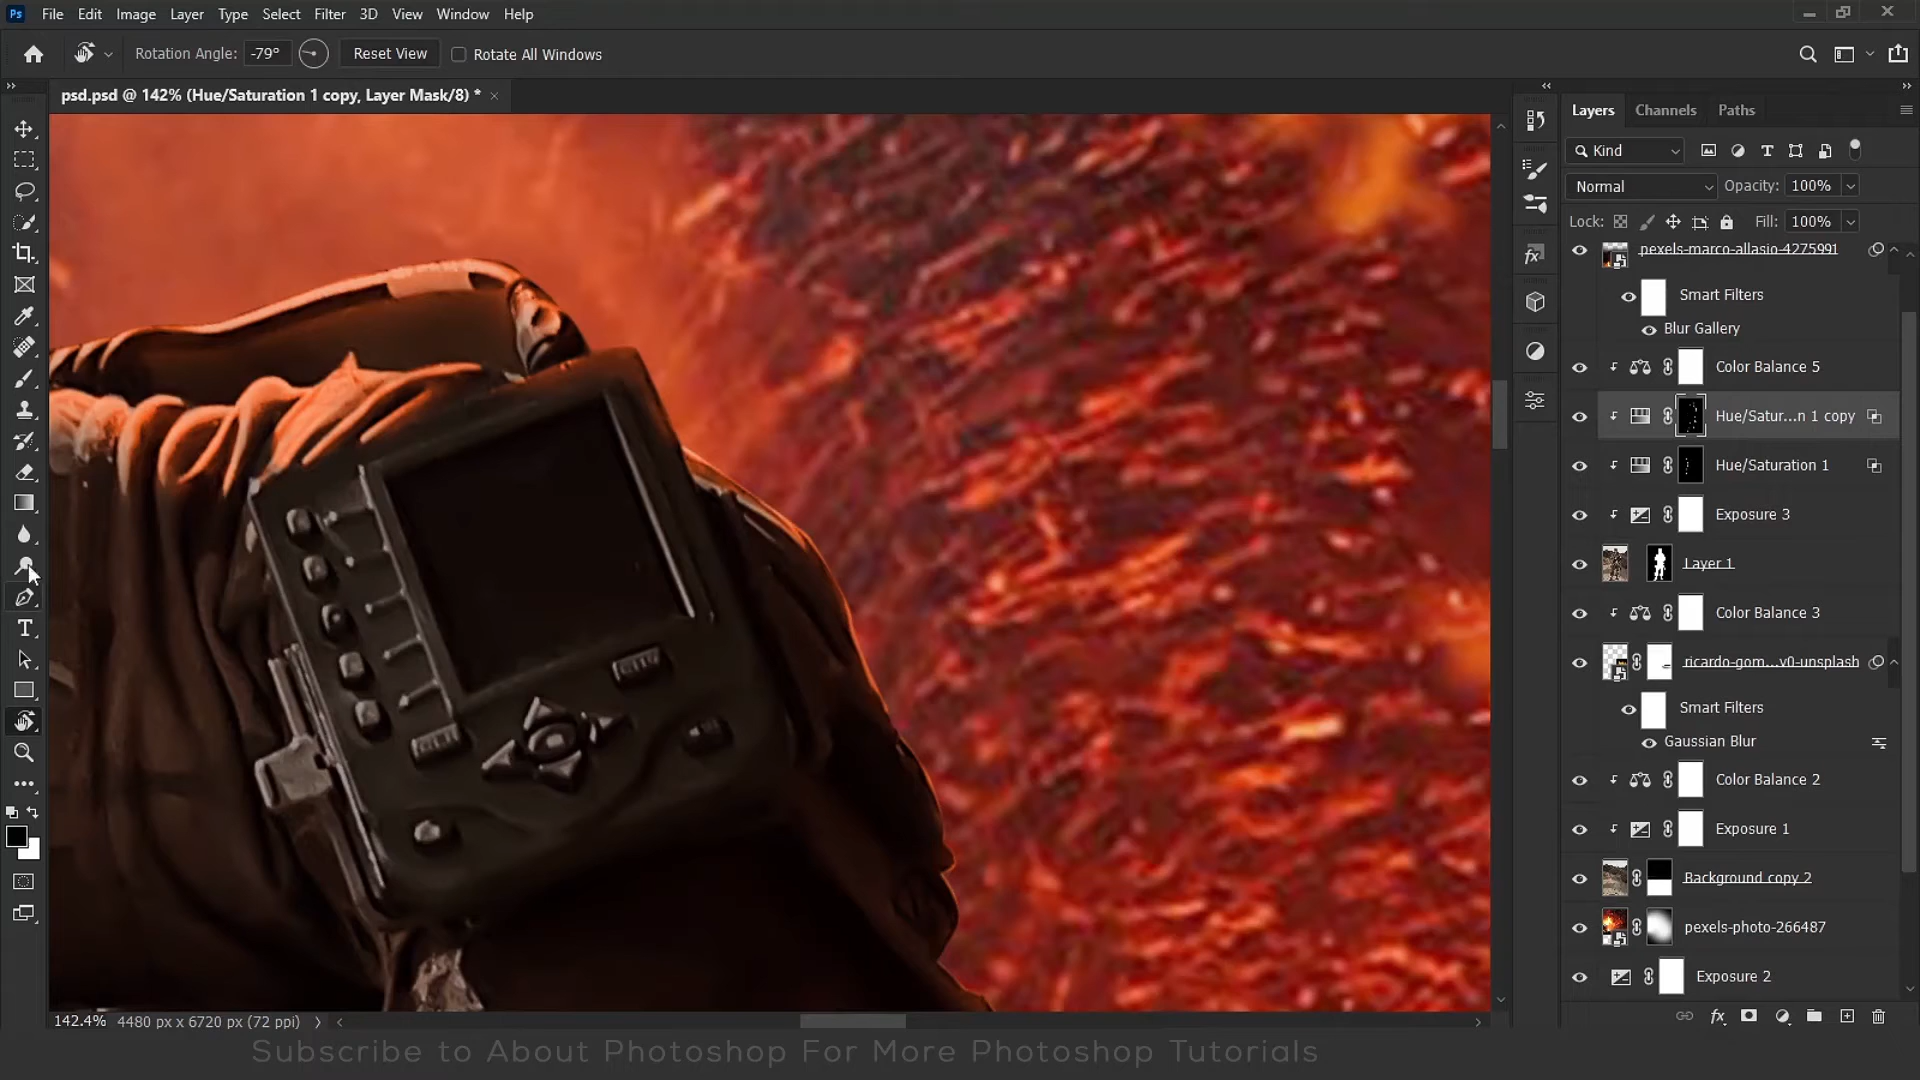 Ps File Edit Image Layer Type Select Filter 3D View Window Help
Rotation Angle: -79° Reset View Rotate All Windows
psd.psd @ 142% (Hue/Saturation 1 copy, Layer Mask/8) * ×
Layers Channels Paths
Kind
Normal Opacity: 100%
Lock: Fill: 100%
pexels-marco-allasio-4275991
Smart Filters
Blur Gallery
Color Balance 5
Hue/Satur...n 1 copy
Hue/Saturation 1
Exposure 3
Layer 1
Color Balance 3
ricardo-gom...v0-unsplash
Smart Filters
Gaussian Blur
Color Balance 2
Exposure 1
Background copy 2
pexels-photo-266487
Exposure 2
142.4% 4480 px x 6720 px (72 ppi)
Subscribe to About Photoshop For More Photoshop Tutorials